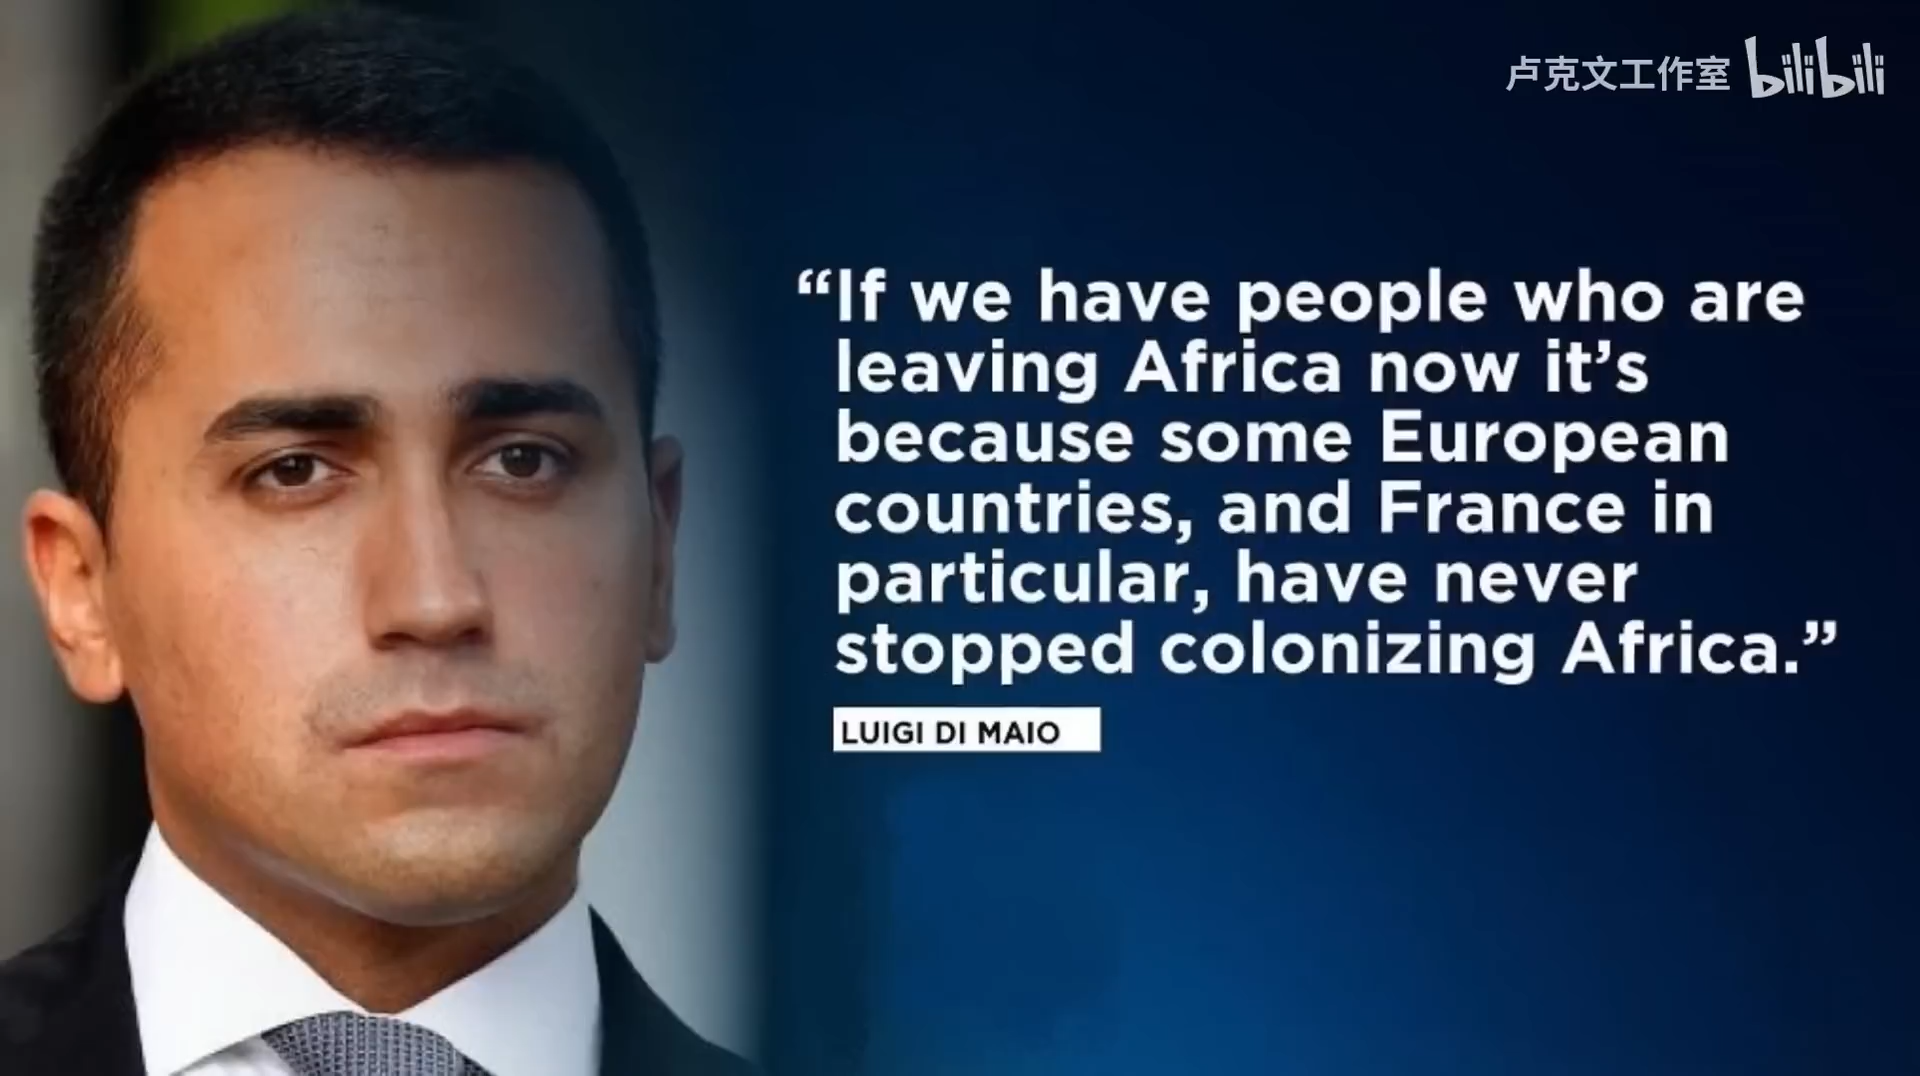 卢克文工作室 bilibili
“If we have people who are
leaving Africa now it’s
because some European
countries, and France in
particular, have never
stopped colonizing Africa.”
LUIGI DI MAIO